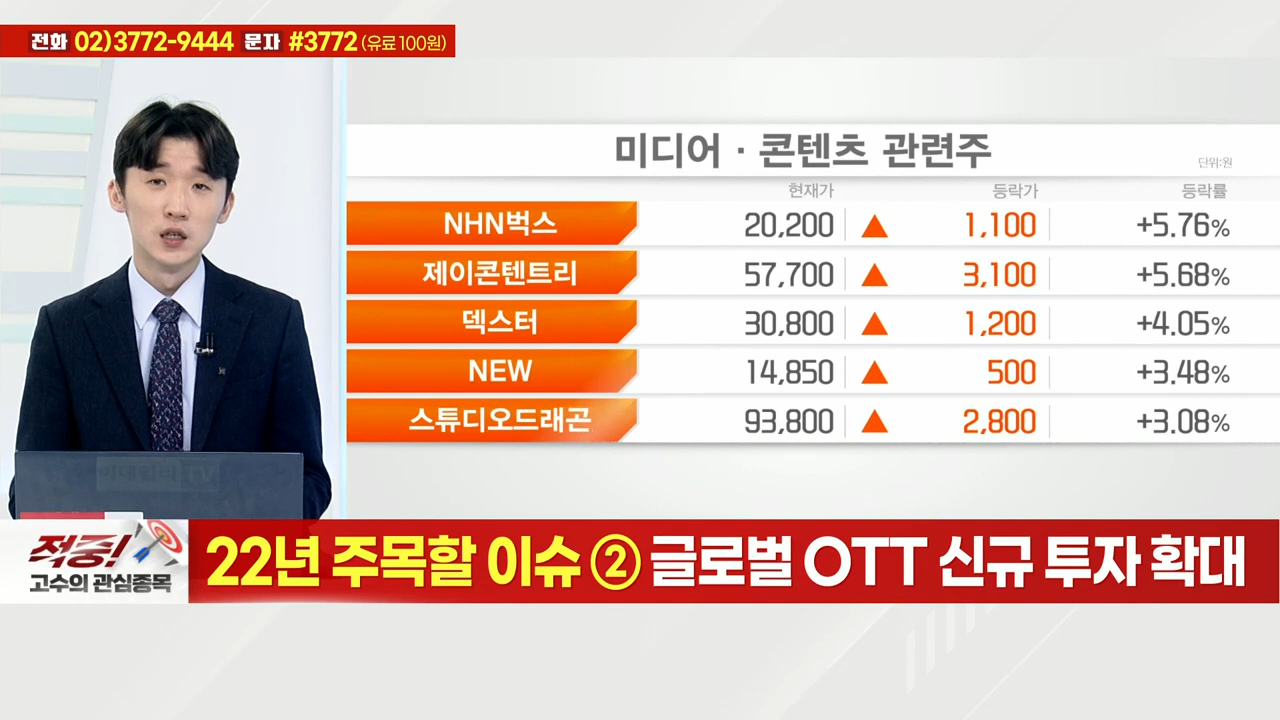 전화 02)3772-9444 문자 #3772 (유료100원)
미디어 · 콘텐츠 관련주
단위:원
현재가 등락가 등락률
NHN벅스 20,200 ▲ 1,100 +5.76%
제이콘텐트리 57,700 ▲ 3,100 +5.68%
덱스터 30,800 ▲ 1,200 +4.05%
NEW 14,850 ▲ 500 +3.48%
스튜디오드래곤 93,800 ▲ 2,800 +3.08%
적중!
고수의 관심종목
22년 주목할 이슈 ② 글로벌 OTT 신규 투자 확대